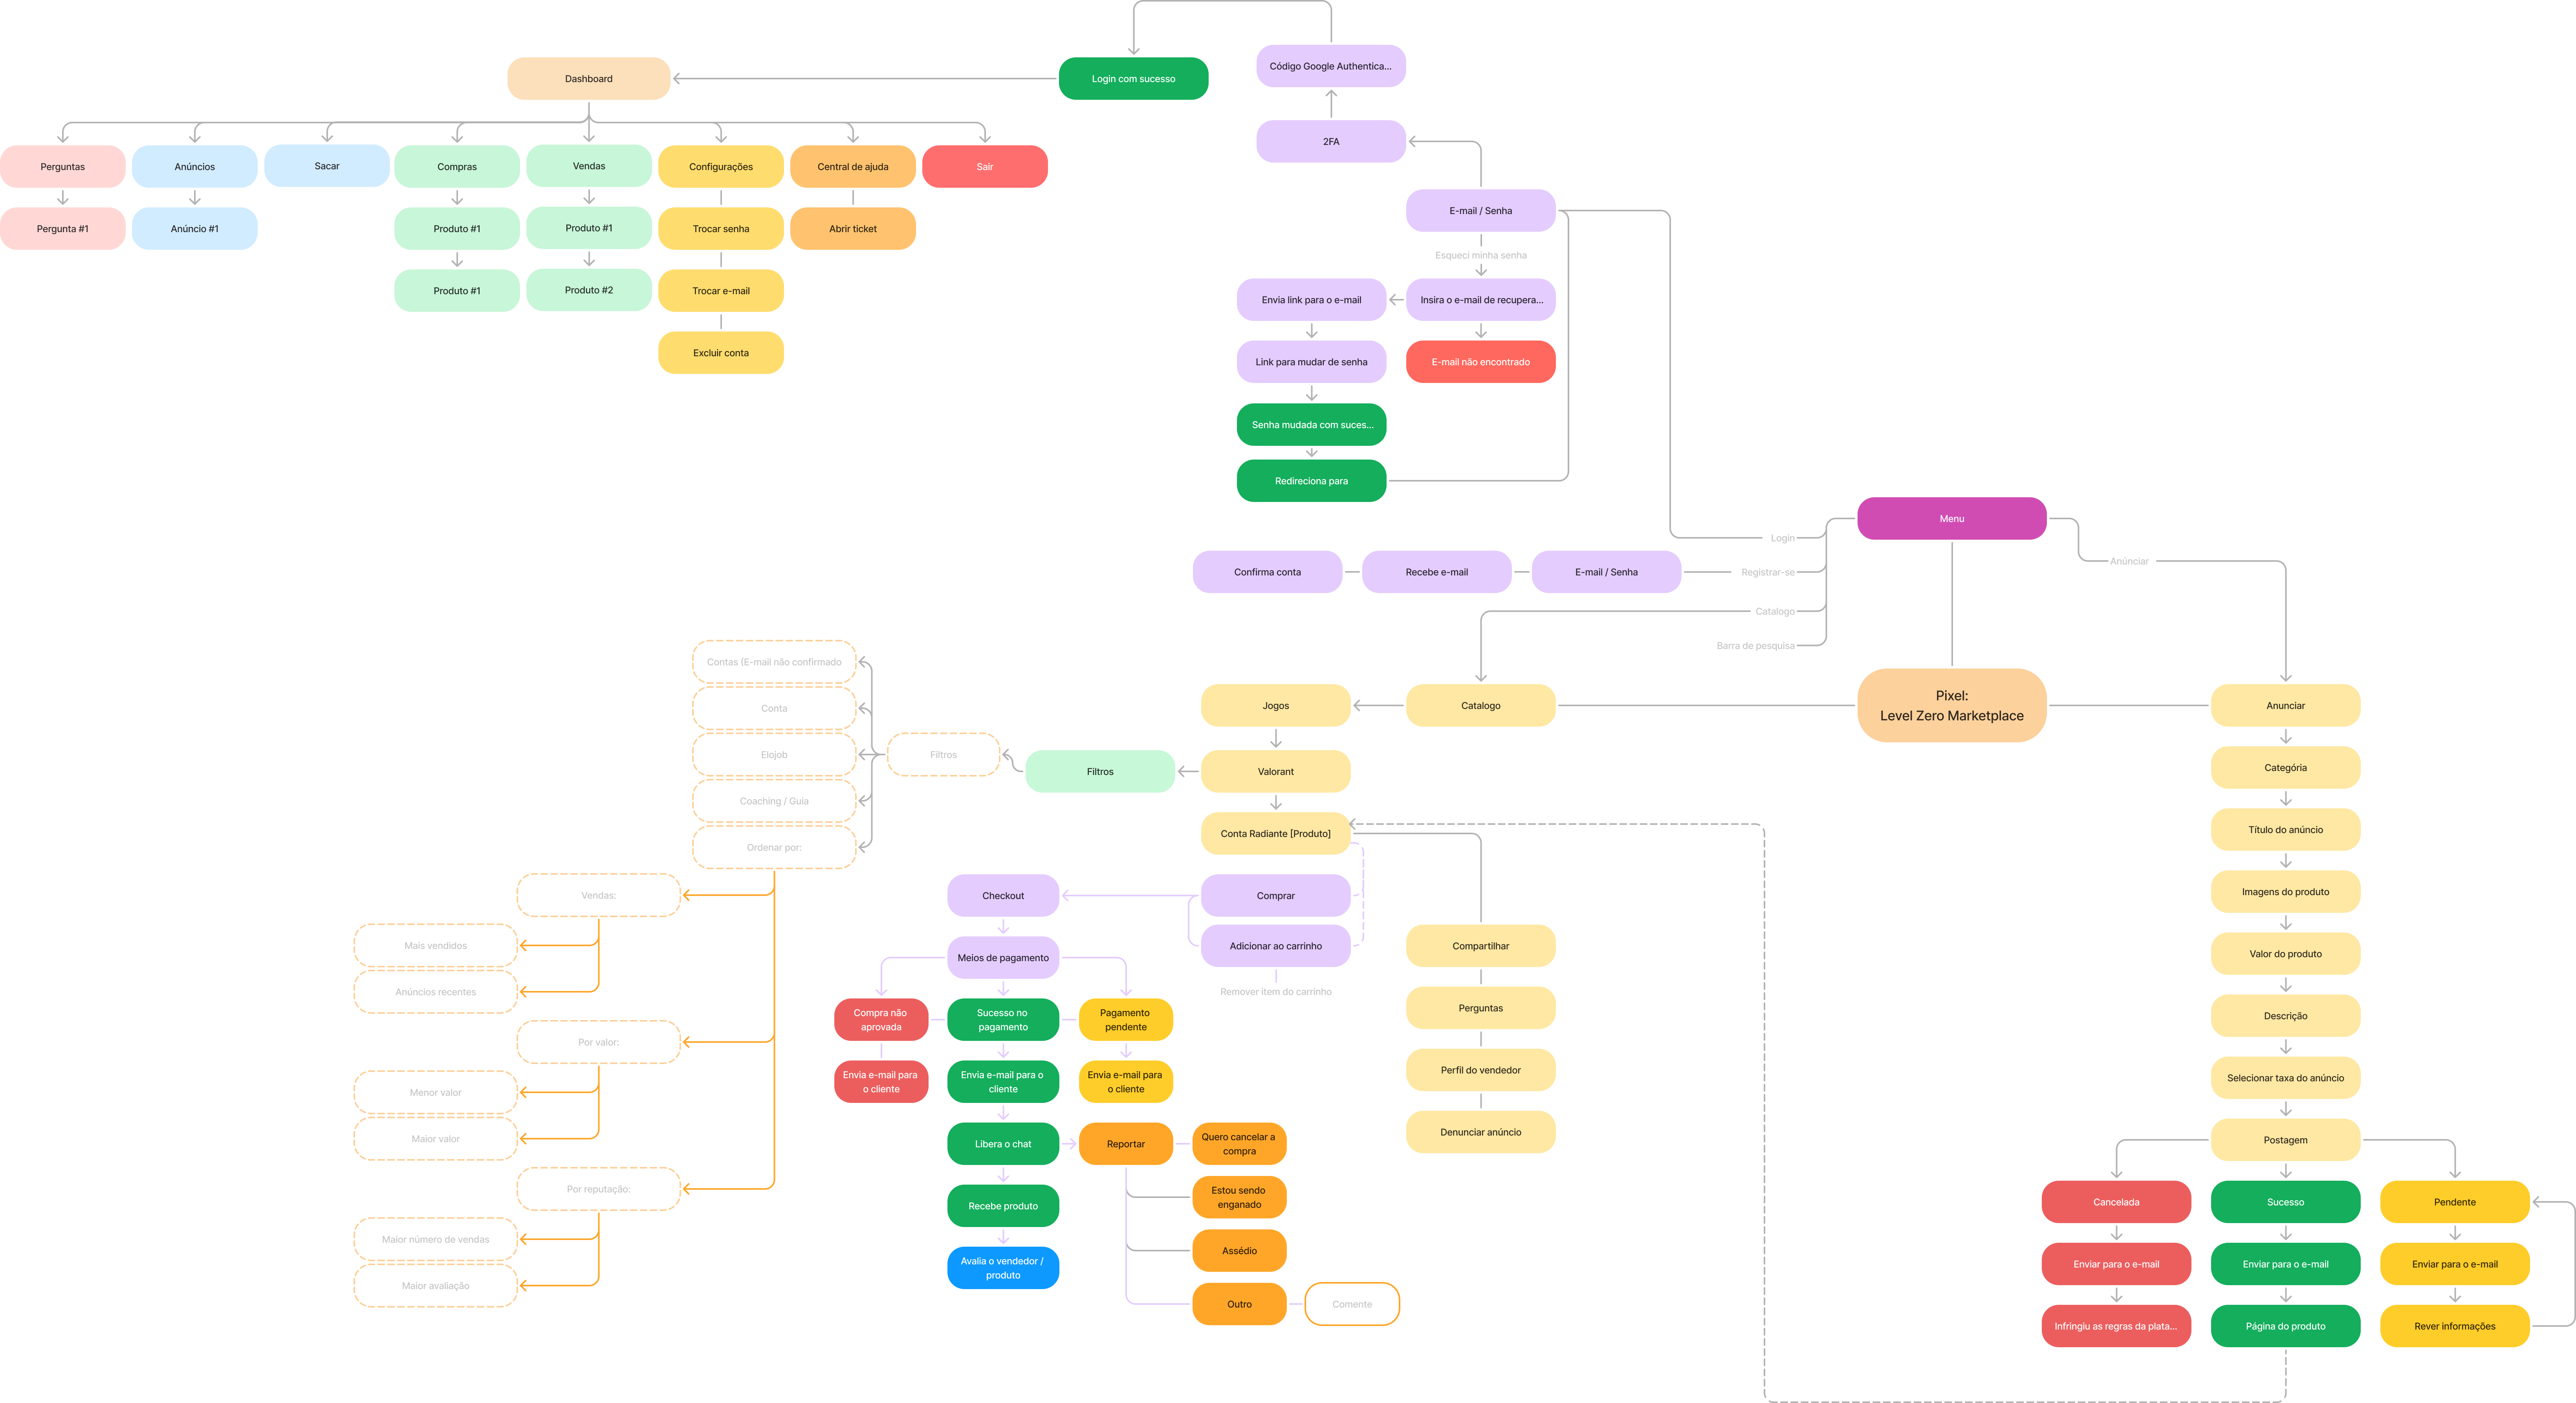 Código Google Authentica...
Dashboard
Login com sucesso
2FA
Perguntas
Anúncios
Sacar
Compras
Vendas
Configurações
Central de ajuda
Sair
E-mail / Senha
Pergunta #1
Anúncio #1
Produto #1
Produto #1
Trocar senha
Abrir ticket
Esqueci minha senha
Produto #1
Produto #2
Trocar e-mail
Envia link para o e-mail
Insira o e-mail de recupera...
Excluir conta
Link para mudar de senha
E-mail não encontrado
Senha mudada com suces...
Redireciona para
Menu
Login
Anúnciar
Confirma conta
Recebe e-mail
E-mail / Senha
Registrar-se
Catalogo
Barra de pesquisa
Contas (E-mail não confirmado
Conta
Elojob
Coaching / Guia
Ordenar por:
Filtros
Filtros
Jogos
Catalogo
Pixel:
Level Zero Marketplace
Anunciar
Valorant
Categória
Conta Radiante [Produto]
Título do anúncio
Vendas:
Mais vendidos
Anúncios recentes
Por valor:
Menor valor
Maior valor
Por reputação:
Maior número de vendas
Maior avaliação
Checkout
Comprar
Adicionar ao carrinho
Remover item do carrinho
Meios de pagamento
Compra não
aprovada
Sucesso no
pagamento
Pagamento
pendente
Envia e-mail para
o cliente
Envia e-mail para o
cliente
Envia e-mail para
o cliente
Libera o chat
Reportar
Quero cancelar a
compra
Estou sendo
enganado
Assédio
Outro
Comente
Recebe produto
Avalia o vendedor /
produto
Compartilhar
Perguntas
Perfil do vendedor
Denunciar anúncio
Imagens do produto
Valor do produto
Descrição
Selecionar taxa do anúncio
Postagem
Cancelada
Sucesso
Pendente
Enviar para o e-mail
Enviar para o e-mail
Enviar para o e-mail
Infringiu as regras da plata...
Página do produto
Rever informações